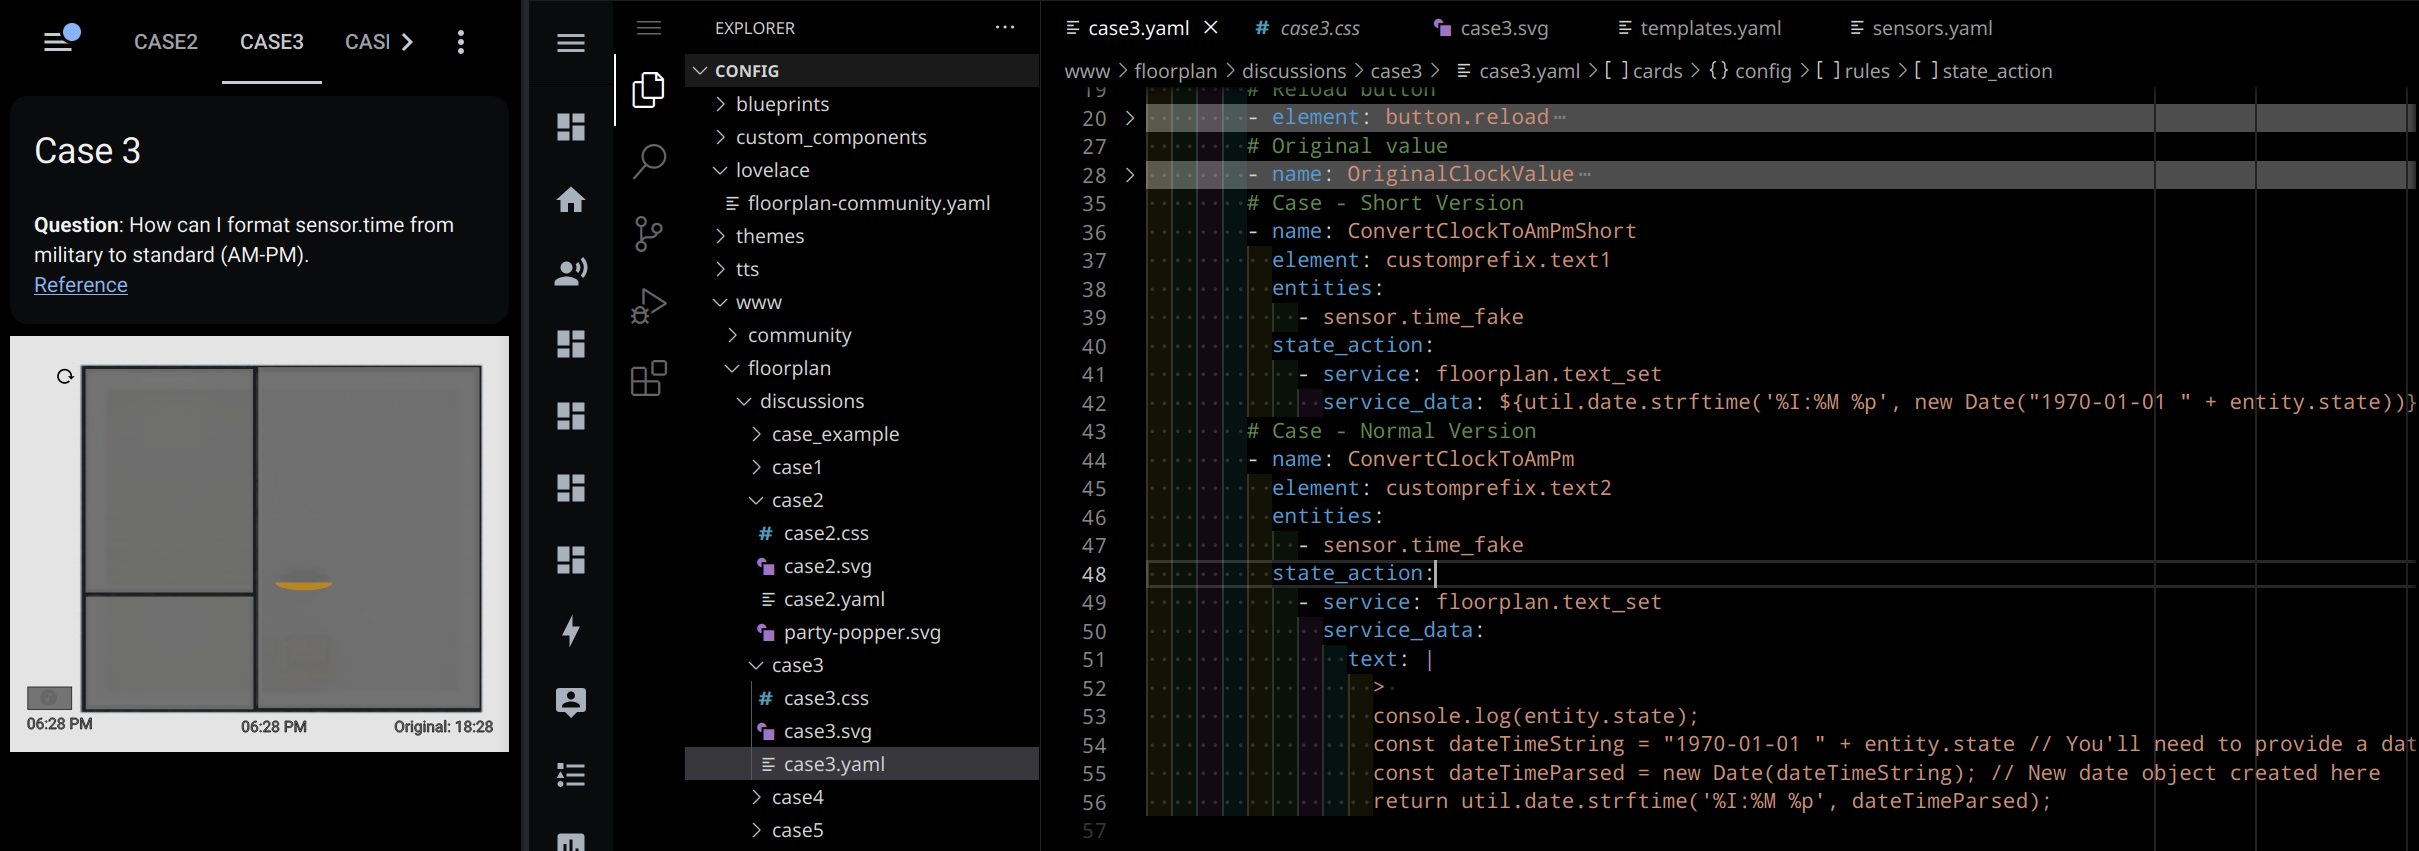 CASE2 CASE3 CASI
Case 3
Question: How can I format sensor.time from
military to standard (AM-PM).
Reference
06:28 PM
06:28 PM
Original: 18:28
EXPLORER
CONFIG
blueprints
custom_components
lovelace
floorplan-community.yaml
themes
tts
www
community
floorplan
discussions
case_example
case1
case2
case2.css
case2.svg
case2.yaml
party-popper.svg
case3
case3.css
case3.svg
case3.yaml
case4
case5
case3.yaml case3.css case3.svg templates.yaml sensors.yaml
www > floorplan > discussions > case3 > case3.yaml > [ ] cards > {} config > [ ] rules > [ ] state_action
19 # Reload button
20 - element: button.reload ...
27 # Original value
28 - name: OriginalClockValue ...
35 # Case - Short Version
36 - name: ConvertClockToAmPmShort
37 element: customprefix.text1
38 entities:
39 - sensor.time_fake
40 state_action:
41 - service: floorplan.text_set
42 service_data: ${util.date.strftime('%I:%M %p', new Date("1970-01-01 " + entity.state))}
43 # Case - Normal Version
44 - name: ConvertClockToAmPm
45 element: customprefix.text2
46 entities:
47 - sensor.time_fake
48 state_action:
49 - service: floorplan.text_set
50 service_data:
51 text: |
52 >
53 console.log(entity.state);
54 const dateTimeString = "1970-01-01 " + entity.state // You'll need to provide a dat
55 const dateTimeParsed = new Date(dateTimeString); // New date object created here
56 return util.date.strftime('%I:%M %p', dateTimeParsed);
57